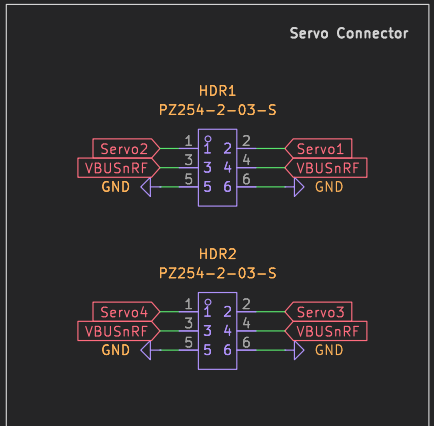 Servo Connector
HDR1
PZ254-2-03-S
Servo2 1 1 2 2 Servo1
VBUSnRF 3 3 4 4 VBUSnRF
GND 5 5 6 6 GND
HDR2
PZ254-2-03-S
Servo4 1 1 2 2 Servo3
VBUSnRF 3 3 4 4 VBUSnRF
GND 5 5 6 6 GND